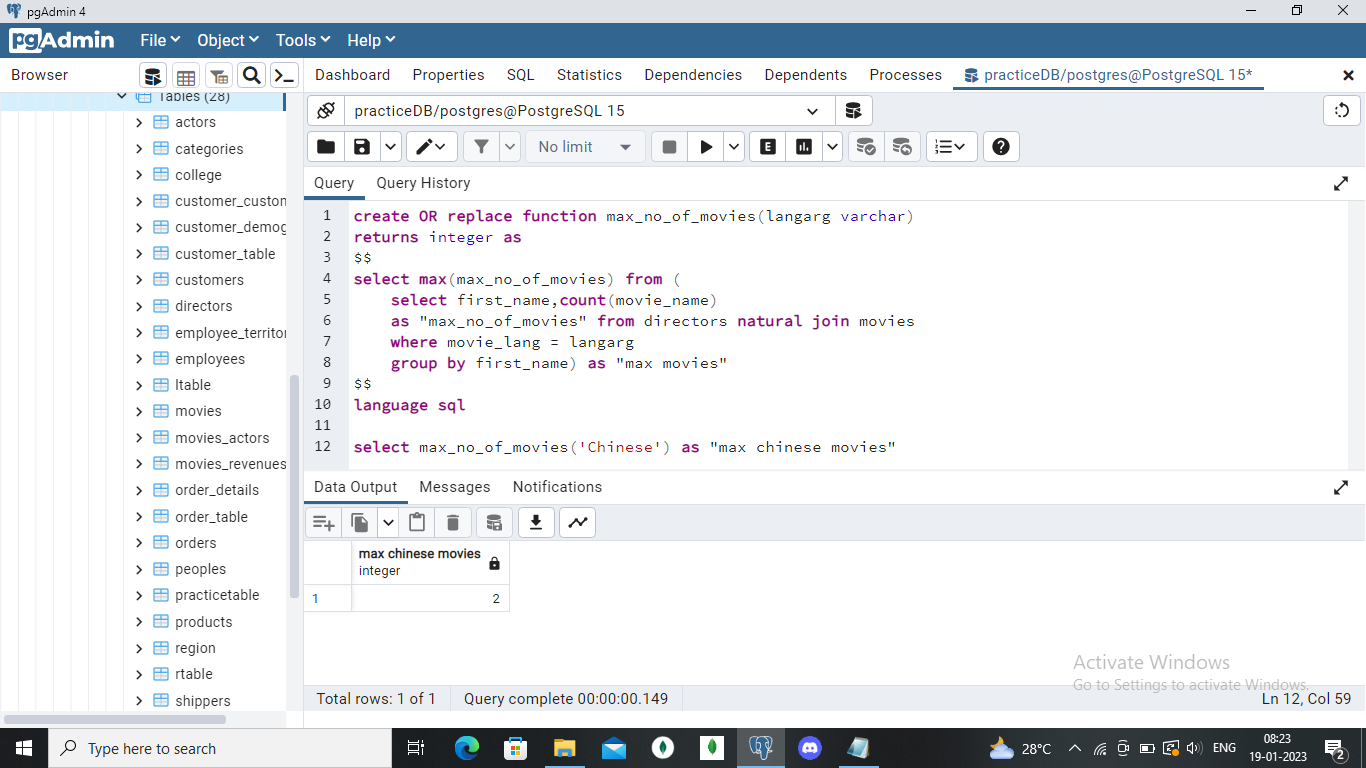 pgAdmin 4
pgAdmin File Object Tools Help
Browser
Dashboard Properties SQL Statistics Dependencies Dependents Processes practiceDB/postgres@PostgreSQL 15*
Tables (28)
actors
categories
college
customer_custon
customer_demog
customer_table
customers
directors
employee_territor
employees
ltable
movies
movies_actors
movies_revenues
order_details
order_table
orders
peoples
practicetable
products
region
rtable
shippers
practiceDB/postgres@PostgreSQL 15
No limit
E
Query Query History
1 create OR replace function max_no_of_movies(langarg varchar)
2 returns integer as
3 $$
4 select max(max_no_of_movies) from (
5 select first_name,count(movie_name)
6 as "max_no_of_movies" from directors natural join movies
7 where movie_lang = langarg
8 group by first_name) as "max movies"
9 $$
10 language sql
11
12 select max_no_of_movies('Chinese') as "max chinese movies"
Data Output Messages Notifications
max chinese movies
integer
1 2
Activate Windows
Go to Settings to activate Windows.
Total rows: 1 of 1 Query complete 00:00:00.149 Ln 12, Col 59
Type here to search
28°C ENG
08:23
19-01-2023
2